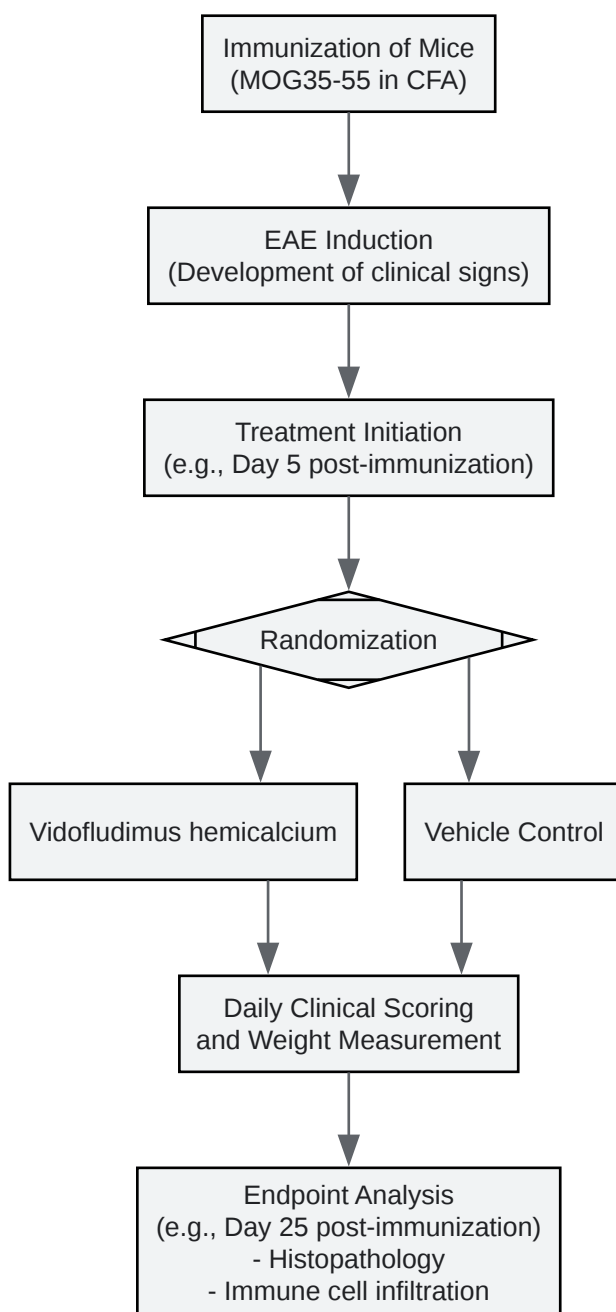 Immunization of Mice
(MOG35-55 in CFA)
EAE Induction
(Development of clinical signs)
Treatment Initiation
(e.g., Day 5 post-immunization)
Randomization
Vidofludimus hemicalcium
Vehicle Control
Daily Clinical Scoring
and Weight Measurement
Endpoint Analysis
(e.g., Day 25 post-immunization)
- Histopathology
- Immune cell infiltration